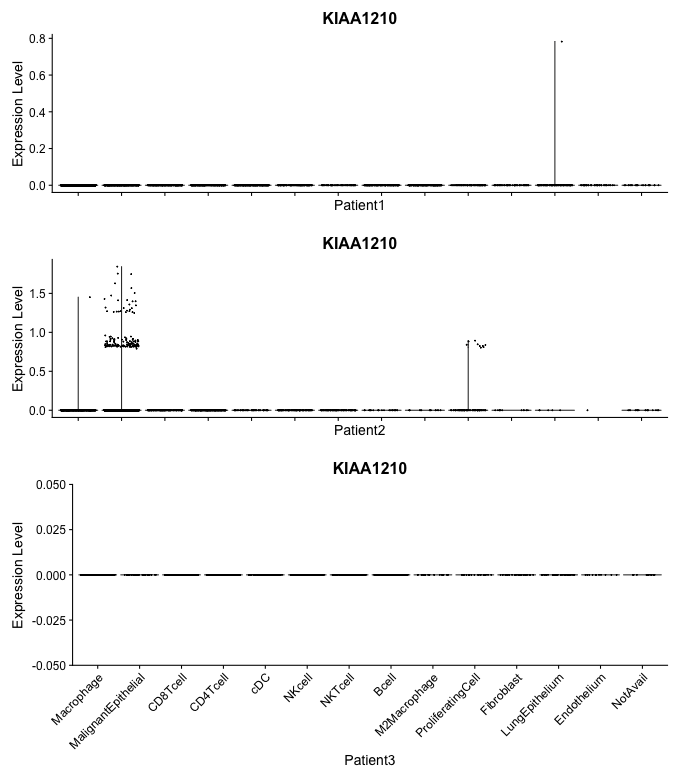 KIAA1210
Expression Level
0.8
0.6
0.4
0.2
0.0
Patient1
KIAA1210
Expression Level
1.5
1.0
0.5
0.0
Patient2
KIAA1210
Expression Level
0.050
0.025
0.000
-0.025
-0.050
Macrophage
MalignantEpithelial
CD8Tcell
CD4Tcell
cDC
NKcell
NKTcell
Bcell
M2Macrophage
ProliferatingCell
Fibroblast
LungEpithelium
Endothelium
NotAvail
Patient3